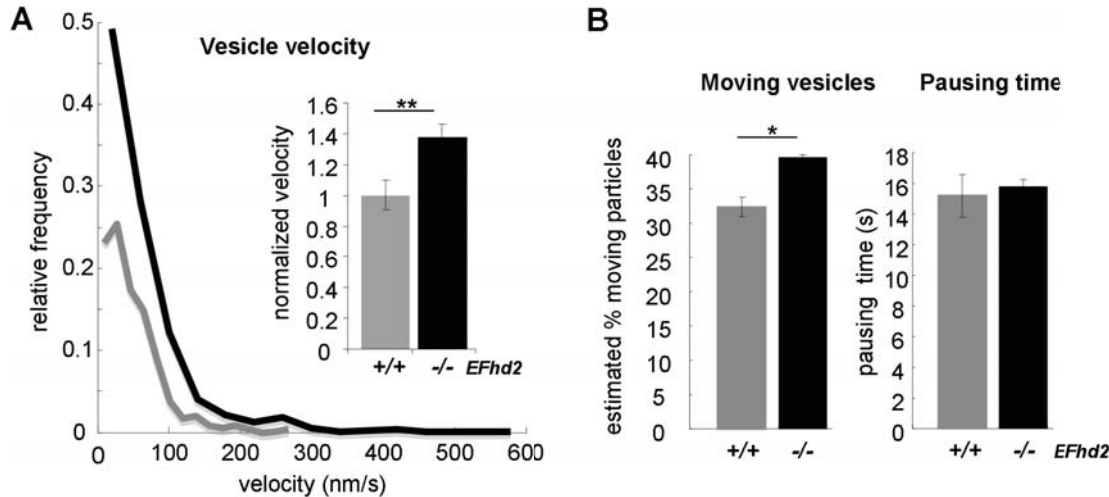 A
Vesicle velocity
relative frequency
0.5
0.4
0.3
0.2
0.1
0
0 100 200 300 400 500 600
velocity (nm/s)
normalized velocity
1.6
1.4
1.2
1.0
0.8
0.6
0.4
0.2
0
**
+/+ -/- EFhd2
B
Moving vesicles
estimated % moving particles
40
35
30
25
20
15
10
5
0
*
+/+ -/-
Pausing time
pausing time (s)
18
16
14
12
10
8
6
4
2
0
+/+ -/- EFhd2